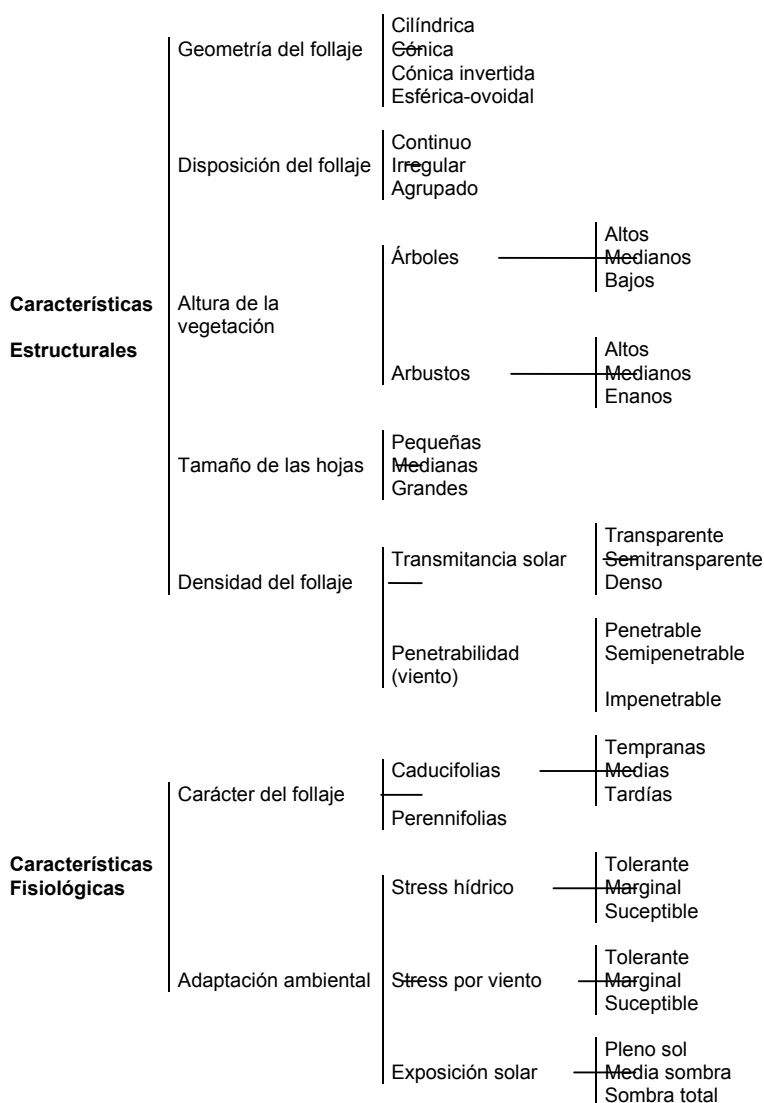 Cilíndrica
Geometría del follaje
Cónica
Cónica invertida
Esférica-ovoidal
Continuo
Disposición del follaje
Irregular
Agrupado
Altos
Árboles
Medianos
Bajos
Característícas
Estructurales
Altura de la
vegetación
Altos
Arbustos
Medianos
Enanos
Pequeñas
Tamaño de las hojas
Medianas
Grandes
Transparente
Transmitancia solar
Semitransparente
Densidad del follaje
Denso
Penetrable
Penetrabilidad
Semipenetrable
(viento)
Impenetrable
Tempranas
Caducifolias
Medias
Carácter del follaje
Tardías
Perennifolias
Característícas
Fisiológicas
Tolerante
Stress hídrico
Marginal
Suceptible
Tolerante
Adaptación ambiental
Stress por viento
Marginal
Suceptible
Pleno sol
Exposición solar
Media sombra
Sombra total